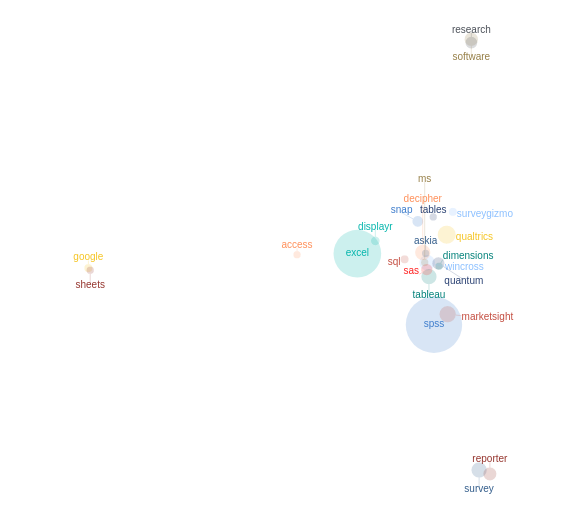 research
software
ms
decipher
snap tables
surveygizmo
displayr
qualtrics
askia
access
excel
dimensions
google
sql
wincross
sas
sheets
quantum
tableau
marketsight
spss
reporter
survey